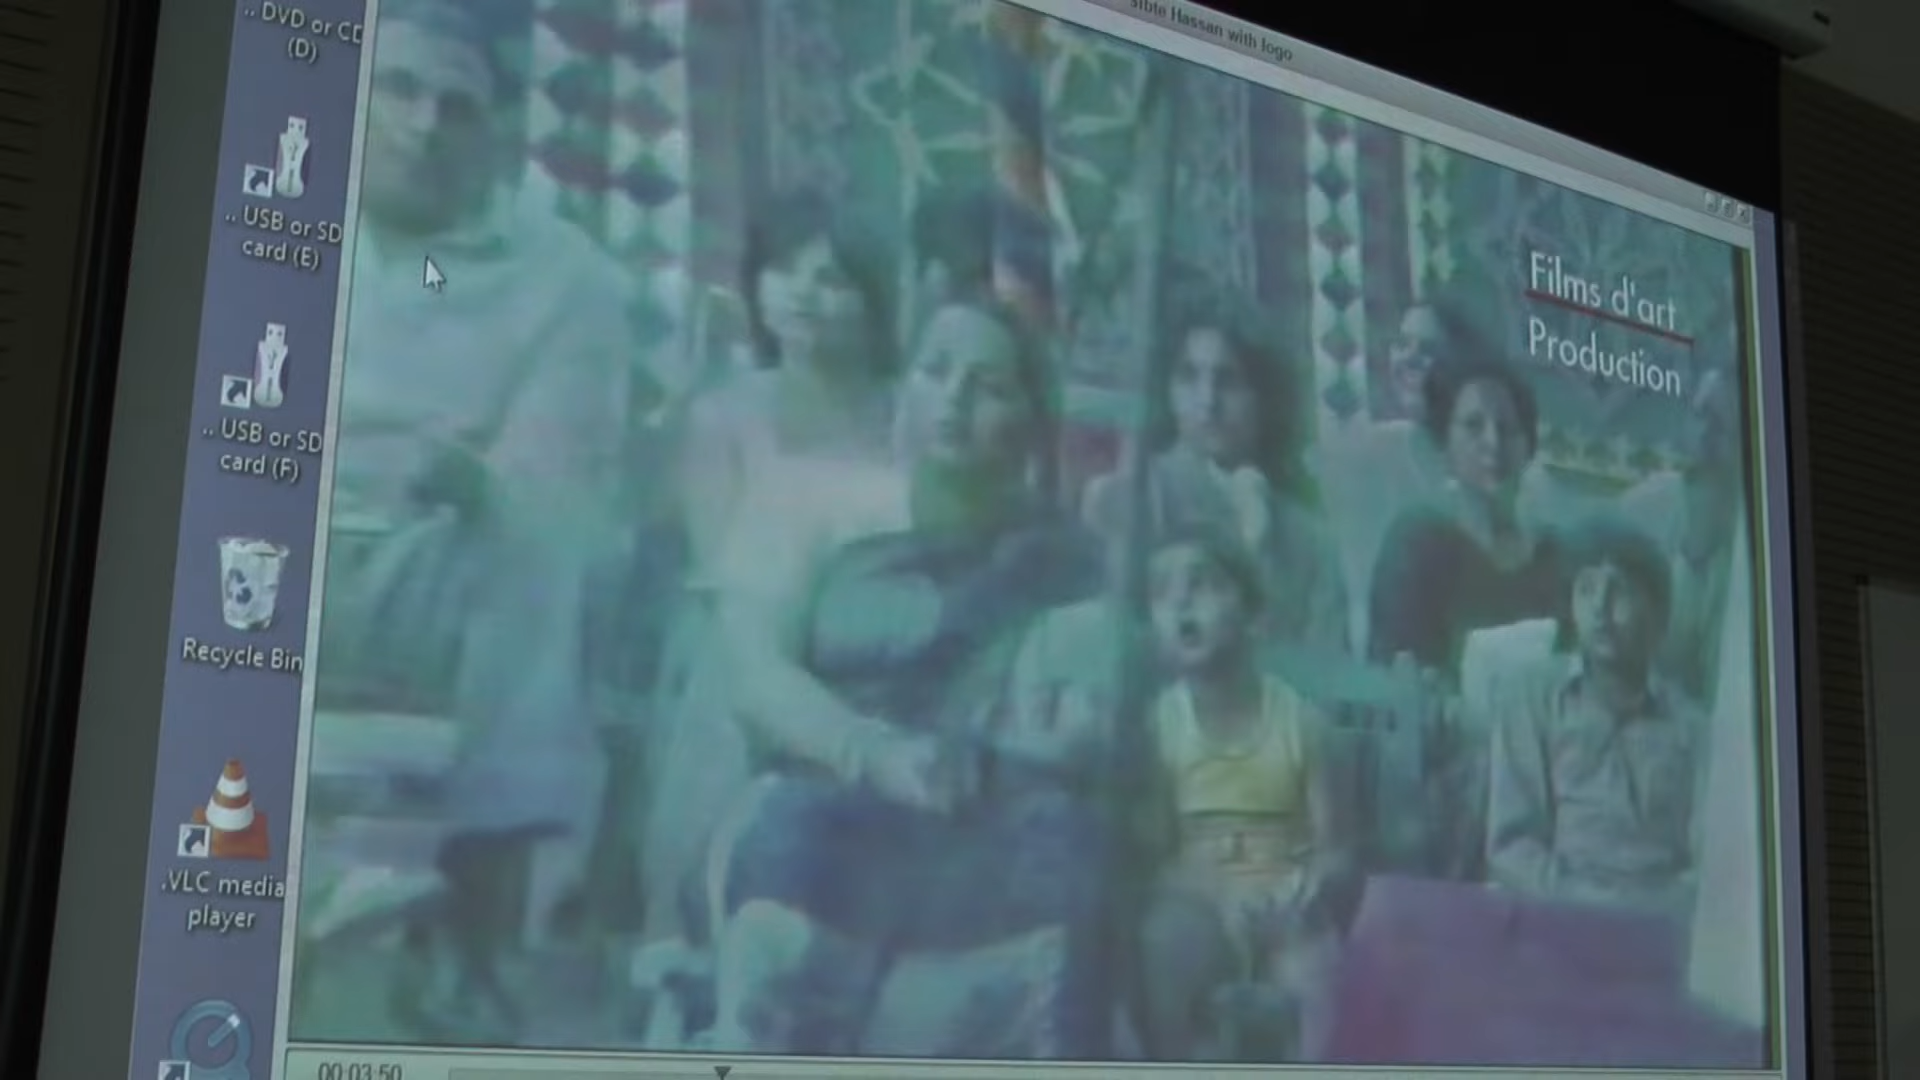 .. DVD or CD
(D)
.. USB or SD
card (E)
.. USB or SD
card (F)
Recycle Bin
.VLC media
player
Sibte Hassan with logo
Films d'art
Production
00:03:50